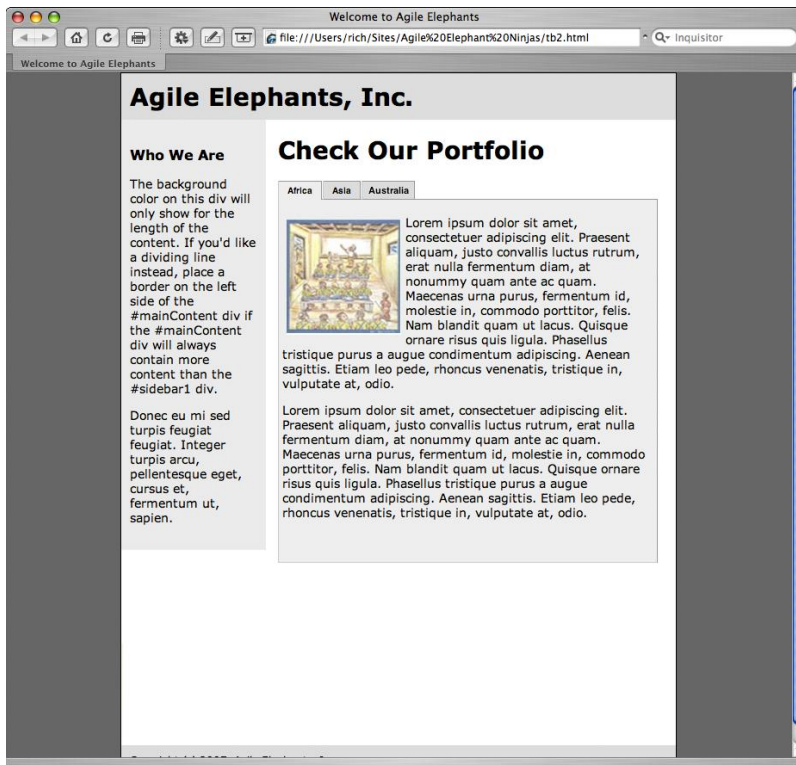 Welcome to Agile Elephants
file:///Users/rich/Sites/Agile%20Elephant%20Ninjas/tb2.html
Inquisitor
Welcome to Agile Elephants
Agile Elephants, Inc.
Who We Are
The background
color on this div will
only show for the
length of the
content. If you'd like
a dividing line
instead, place a
border on the left
side of the
#mainContent div if
the #mainContent
div will always
contain more
content than the
#sidebar1 div.
Donec eu mi sed
turpis feugiat
feugiat. Integer
turpis arcu,
pellentesque eget,
cursus et,
fermentum ut,
sapien.
Check Our Portfolio
Africa Asia Australia
Lorem ipsum dolor sit amet,
consectetuer adipiscing elit. Praesent
aliquam, justo convallis luctus rutrum,
erat nulla fermentum diam, at
nonummy quam ante ac quam.
Maecenas urna purus, fermentum id,
molestie in, commodo porttitor, felis.
Nam blandit quam ut lacus. Quisque
ornare risus quis ligula. Phasellus
tristique purus a augue condimentum adipiscing. Aenean
sagittis. Etiam leo pede, rhoncus venenatis, tristique in,
vulputate at, odio.
Lorem ipsum dolor sit amet, consectetuer adipiscing elit.
Praesent aliquam, justo convallis luctus rutrum, erat nulla
fermentum diam, at nonummy quam ante ac quam.
Maecenas urna purus, fermentum id, molestie in, commodo
porttitor, felis. Nam blandit quam ut lacus. Quisque ornare
risus quis ligula. Phasellus tristique purus a augue
condimentum adipiscing. Aenean sagittis. Etiam leo pede,
rhoncus venenatis, tristique in, vulputate at, odio.